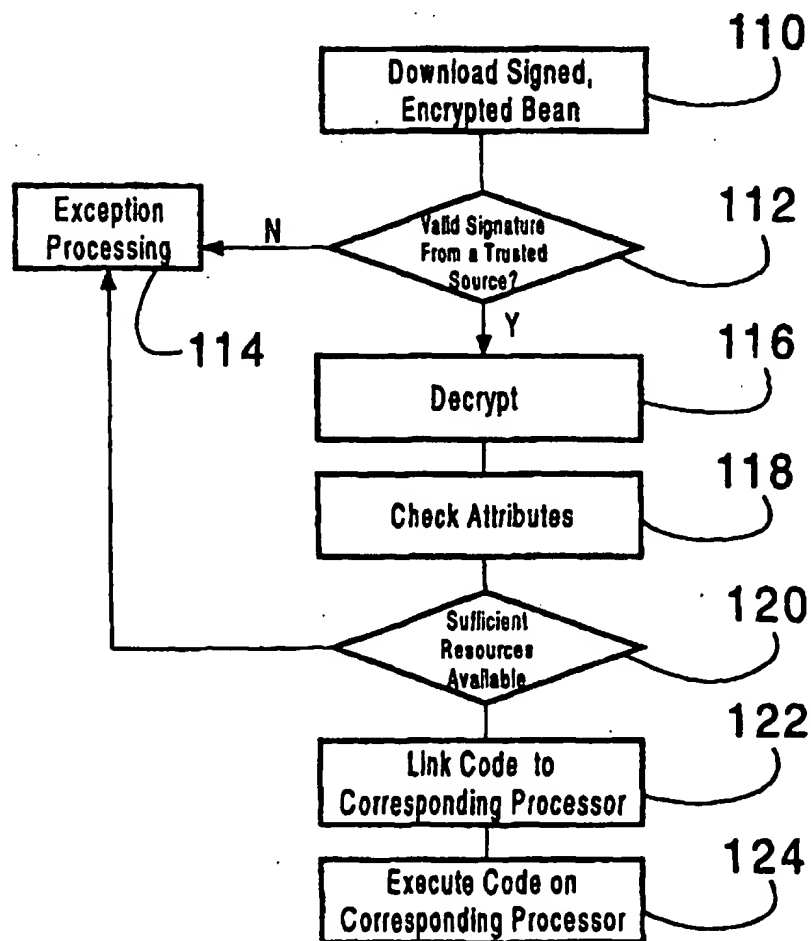 110
Download Signed,
Encrypted Bean
Exception
Processing
N
Valid Signature
From a Trusted
Source?
112
114
Y
116
Decrypt
118
Check Attributes
120
Sufficient
Resources
Available
122
Link Code to
Corresponding Processor
124
Execute Code on
Corresponding Processor